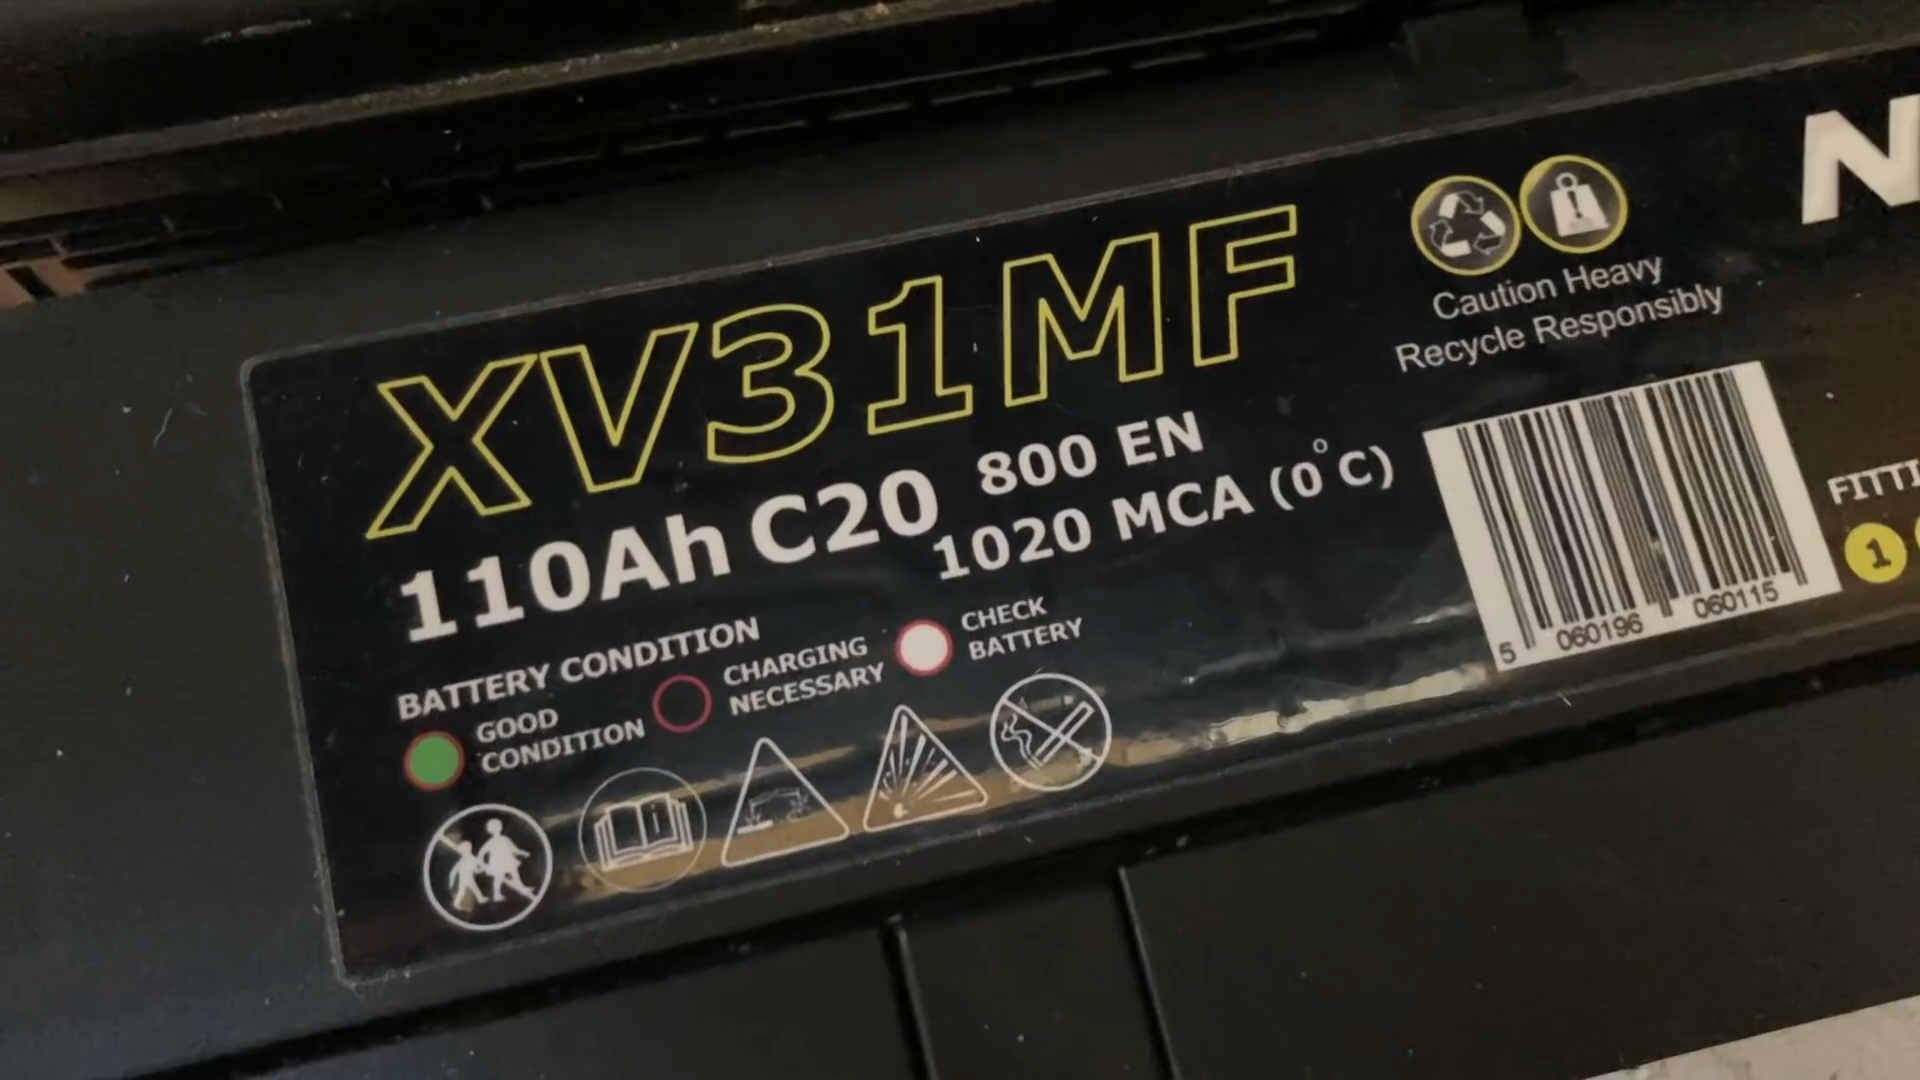 XV31MF
110Ah C20
800 EN
1020 MCA (0°C)
BATTERY CONDITION
GOOD
CONDITION
CHARGING
NECESSARY
CHECK
BATTERY
Caution Heavy
Recycle Responsibly
5 060196 060115
N
FITTI
1